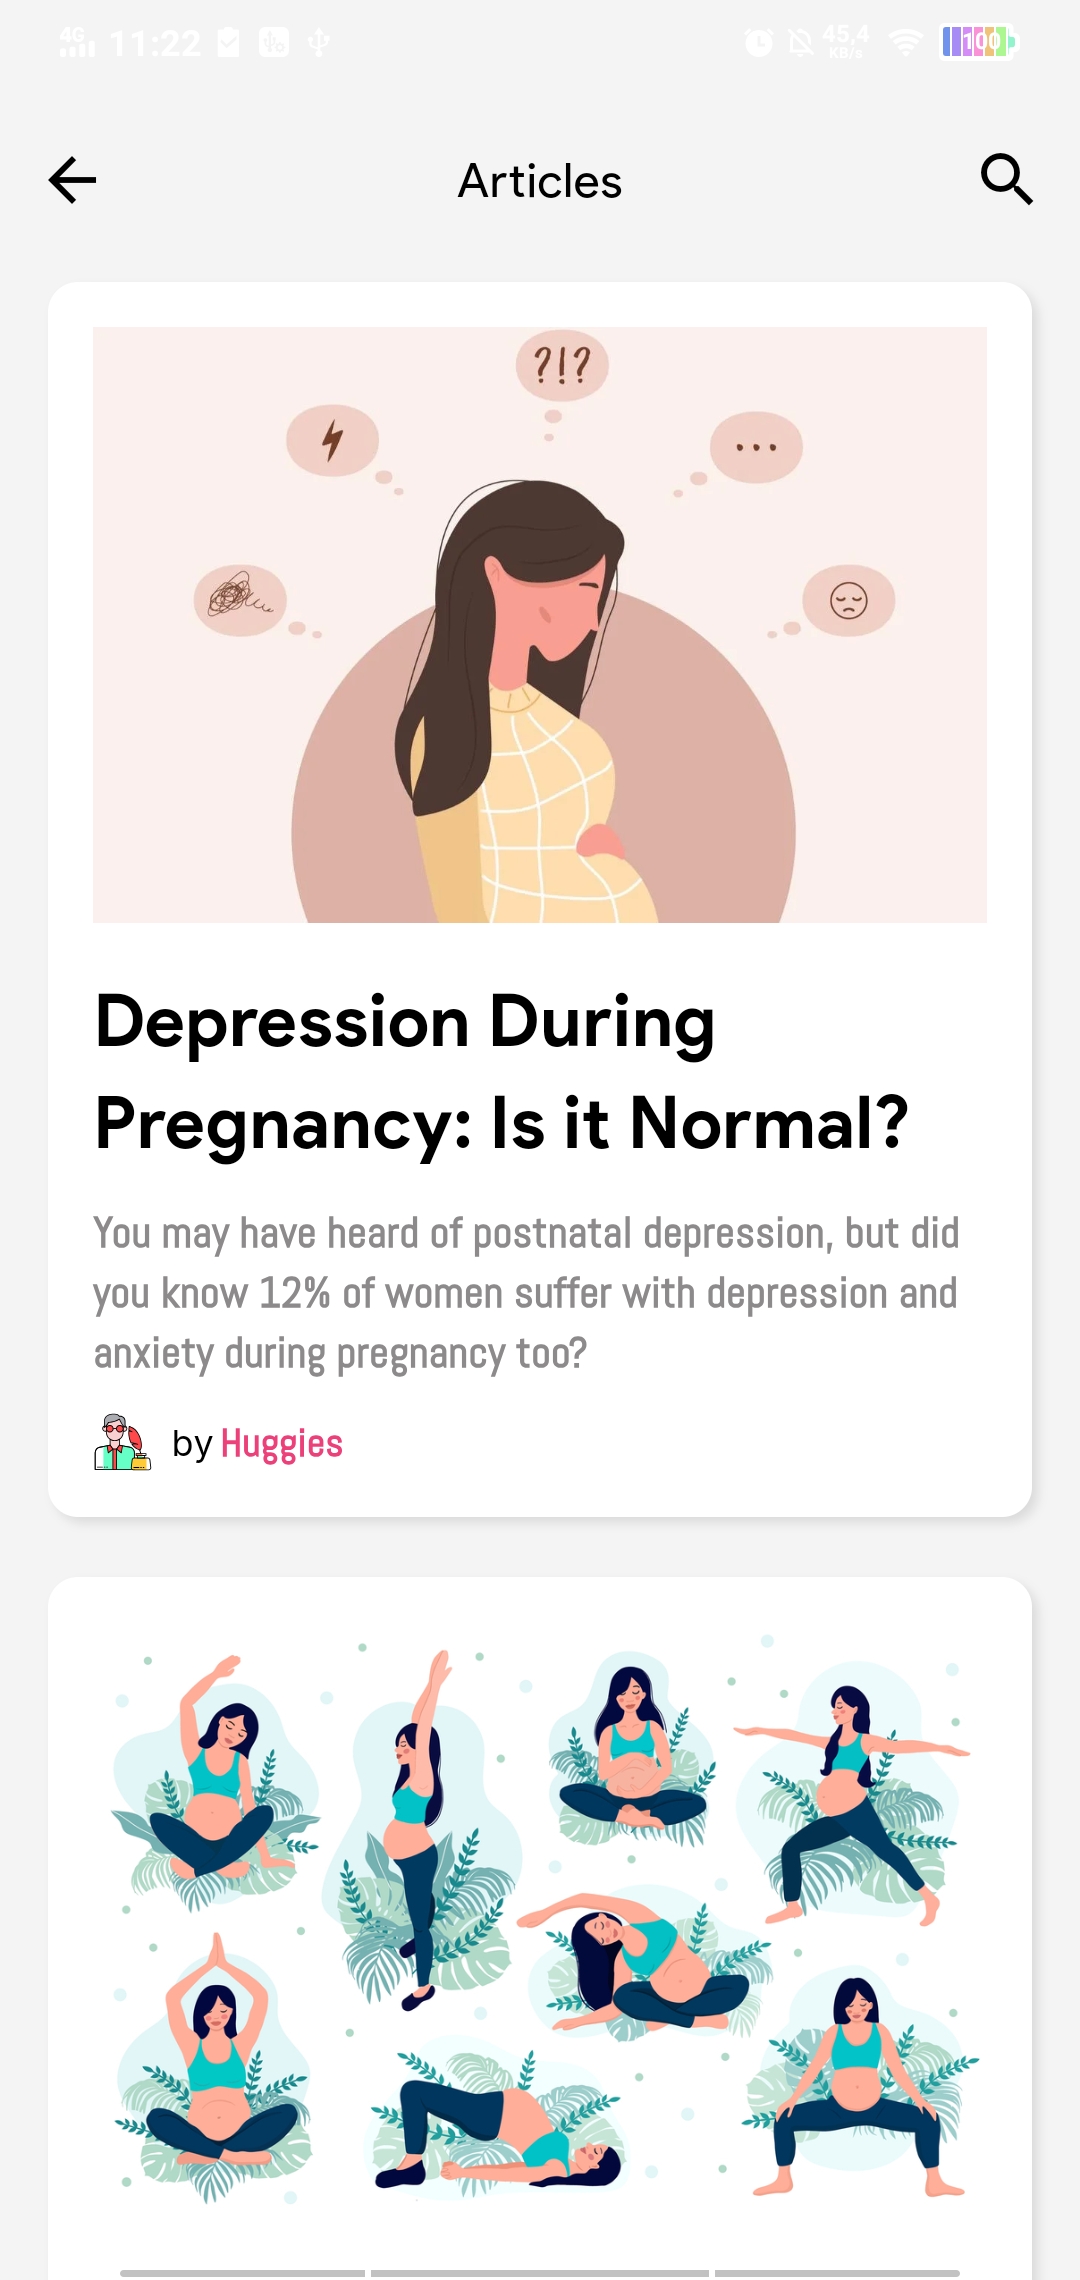 4G 11:22 45,4 KB/s 100
Articles
?!?
Depression During
Pregnancy: Is it Normal?
You may have heard of postnatal depression, but did
you know 12% of women suffer with depression and
anxiety during pregnancy too?
by Huggies